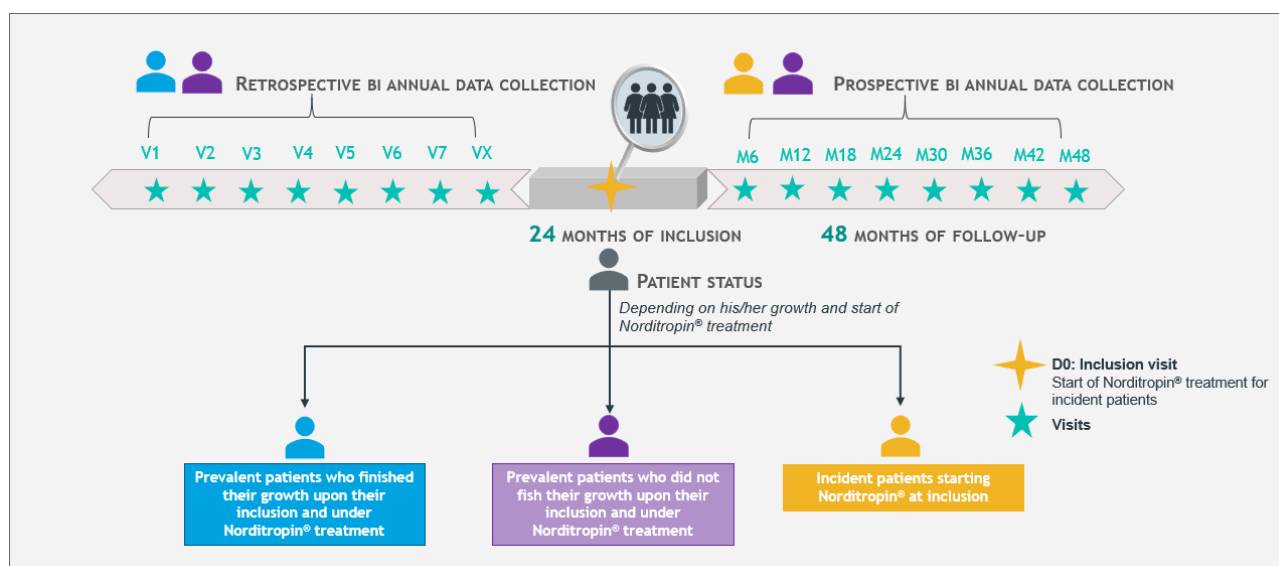 RETROSPECTIVE BI ANNUAL DATA COLLECTION
PROSPECTIVE BI ANNUAL DATA COLLECTION
V1 V2 V3 V4 V5 V6 V7 VX
M6 M12 M18 M24 M30 M36 M42 M48
24 MONTHS OF INCLUSION
48 MONTHS OF FOLLOW-UP
PATIENT STATUS
Depending on his/her growth and start of
Norditropin® treatment
D0: Inclusion visit
Start of Norditropin® treatment for
incident patients
Visits
Prevalent patients who finished
their growth upon their
inclusion and under
Norditropin® treatment
Prevalent patients who did not
fish their growth upon their
inclusion and under
Norditropin® treatment
Incident patients starting
Norditropin® at inclusion